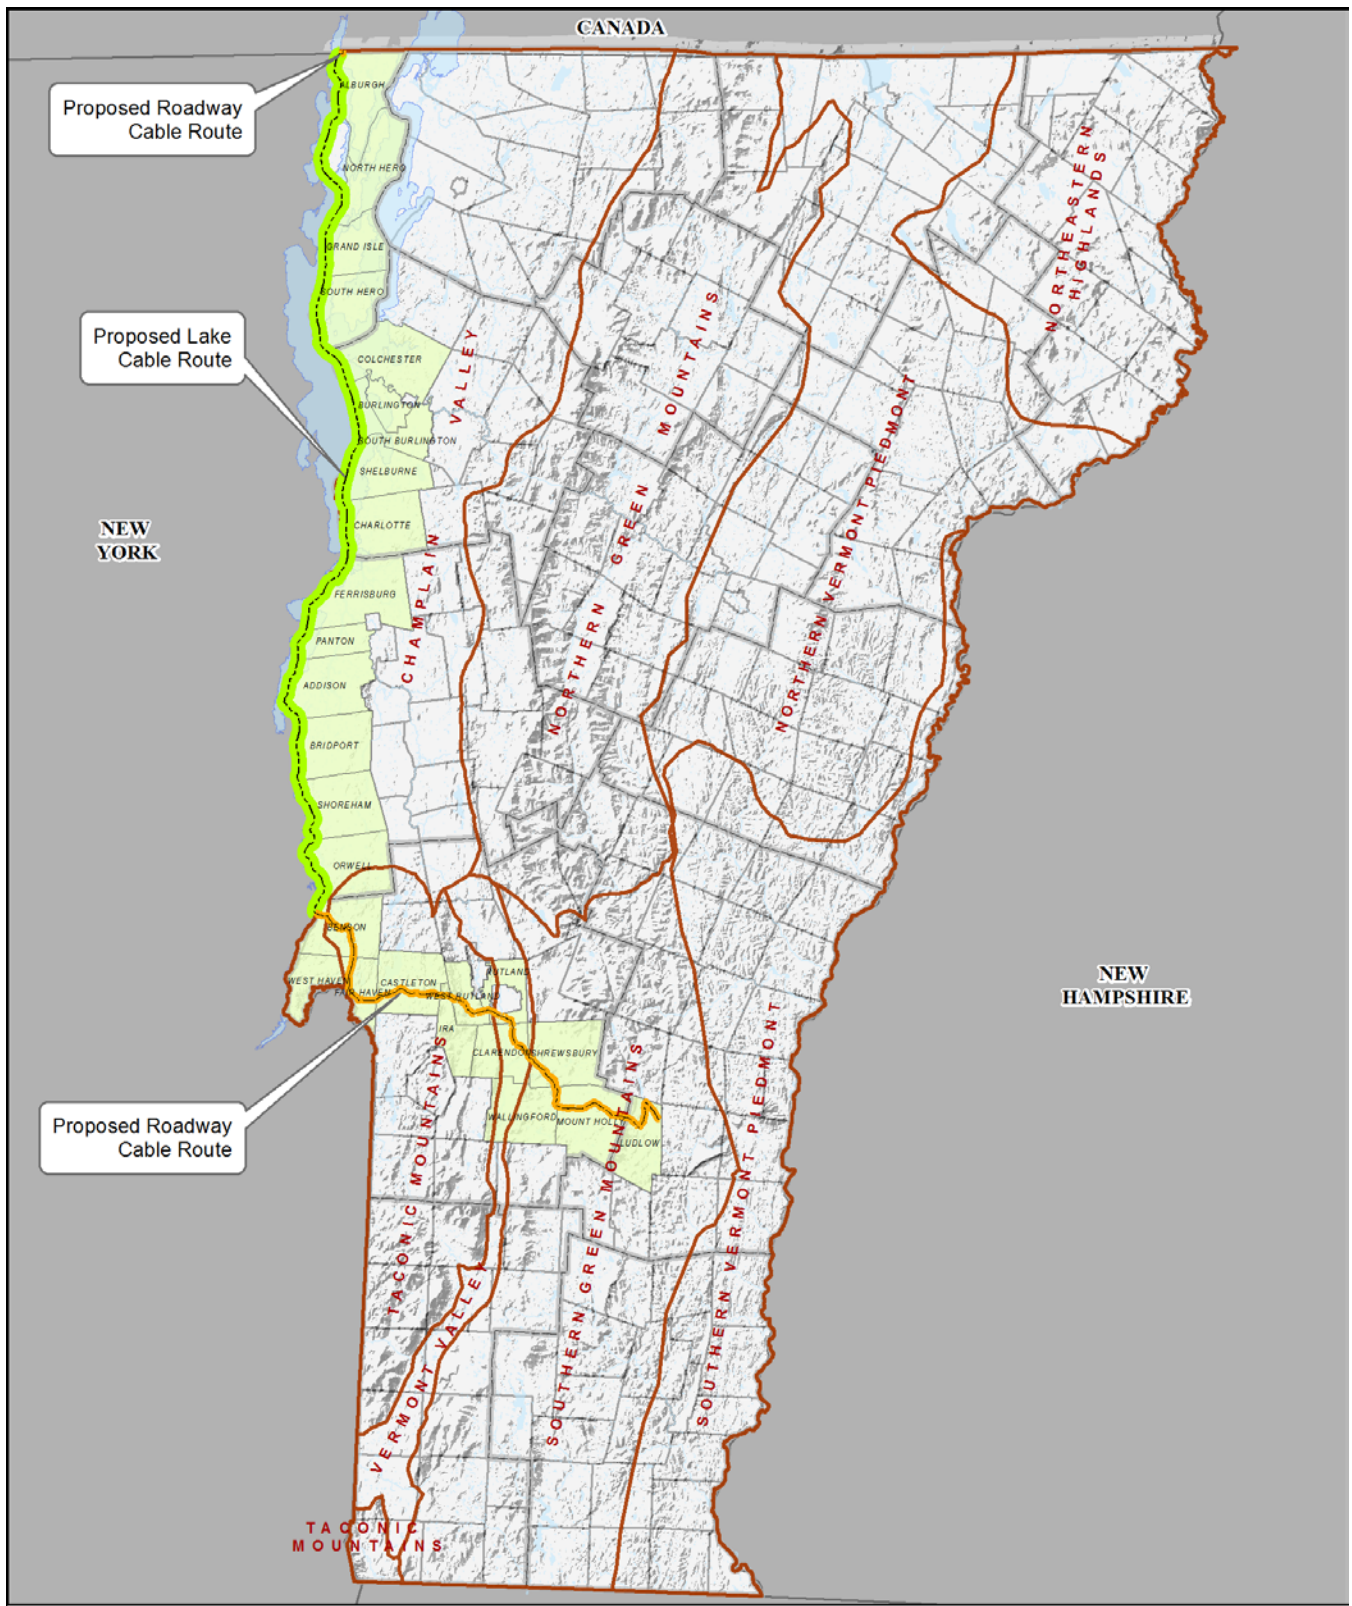 CANADA
Proposed Roadway
Cable Route
ALBURGH
NORTH HERO
GRAND ISLE
SOUTH HERO
Proposed Lake
Cable Route
COLCHESTER
BURLINGTON
SOUTH BURLINGTON
SHELBURNE
CHARLOTTE
NEW
YORK
FERRISBURG
PANTON
ADDISON
BRIDPORT
SHOREHAM
ORWELL
BENSON
WEST HAVEN
FAIR HAVEN
CASTLETON
WEST RUTLAND
RUTLAND
IRA
CLARENDON
SHREWSBURY
WALLINGFORD
MOUNT HOLLY
LUDLOW
Proposed Roadway
Cable Route
NEW
HAMPSHIRE
CHAMPLAIN VALLEY
NORTHERN GREEN MOUNTAINS
NORTHERN VERMONT PIEDMONT
NORTHEASTERN
HIGHLANDS
TACONIC MOUNTAINS
VERMONT VALLEY
SOUTHERN GREEN MOUNTAINS
SOUTHERN VERMONT PIEDMONT
TACONIC
MOUNTAINS